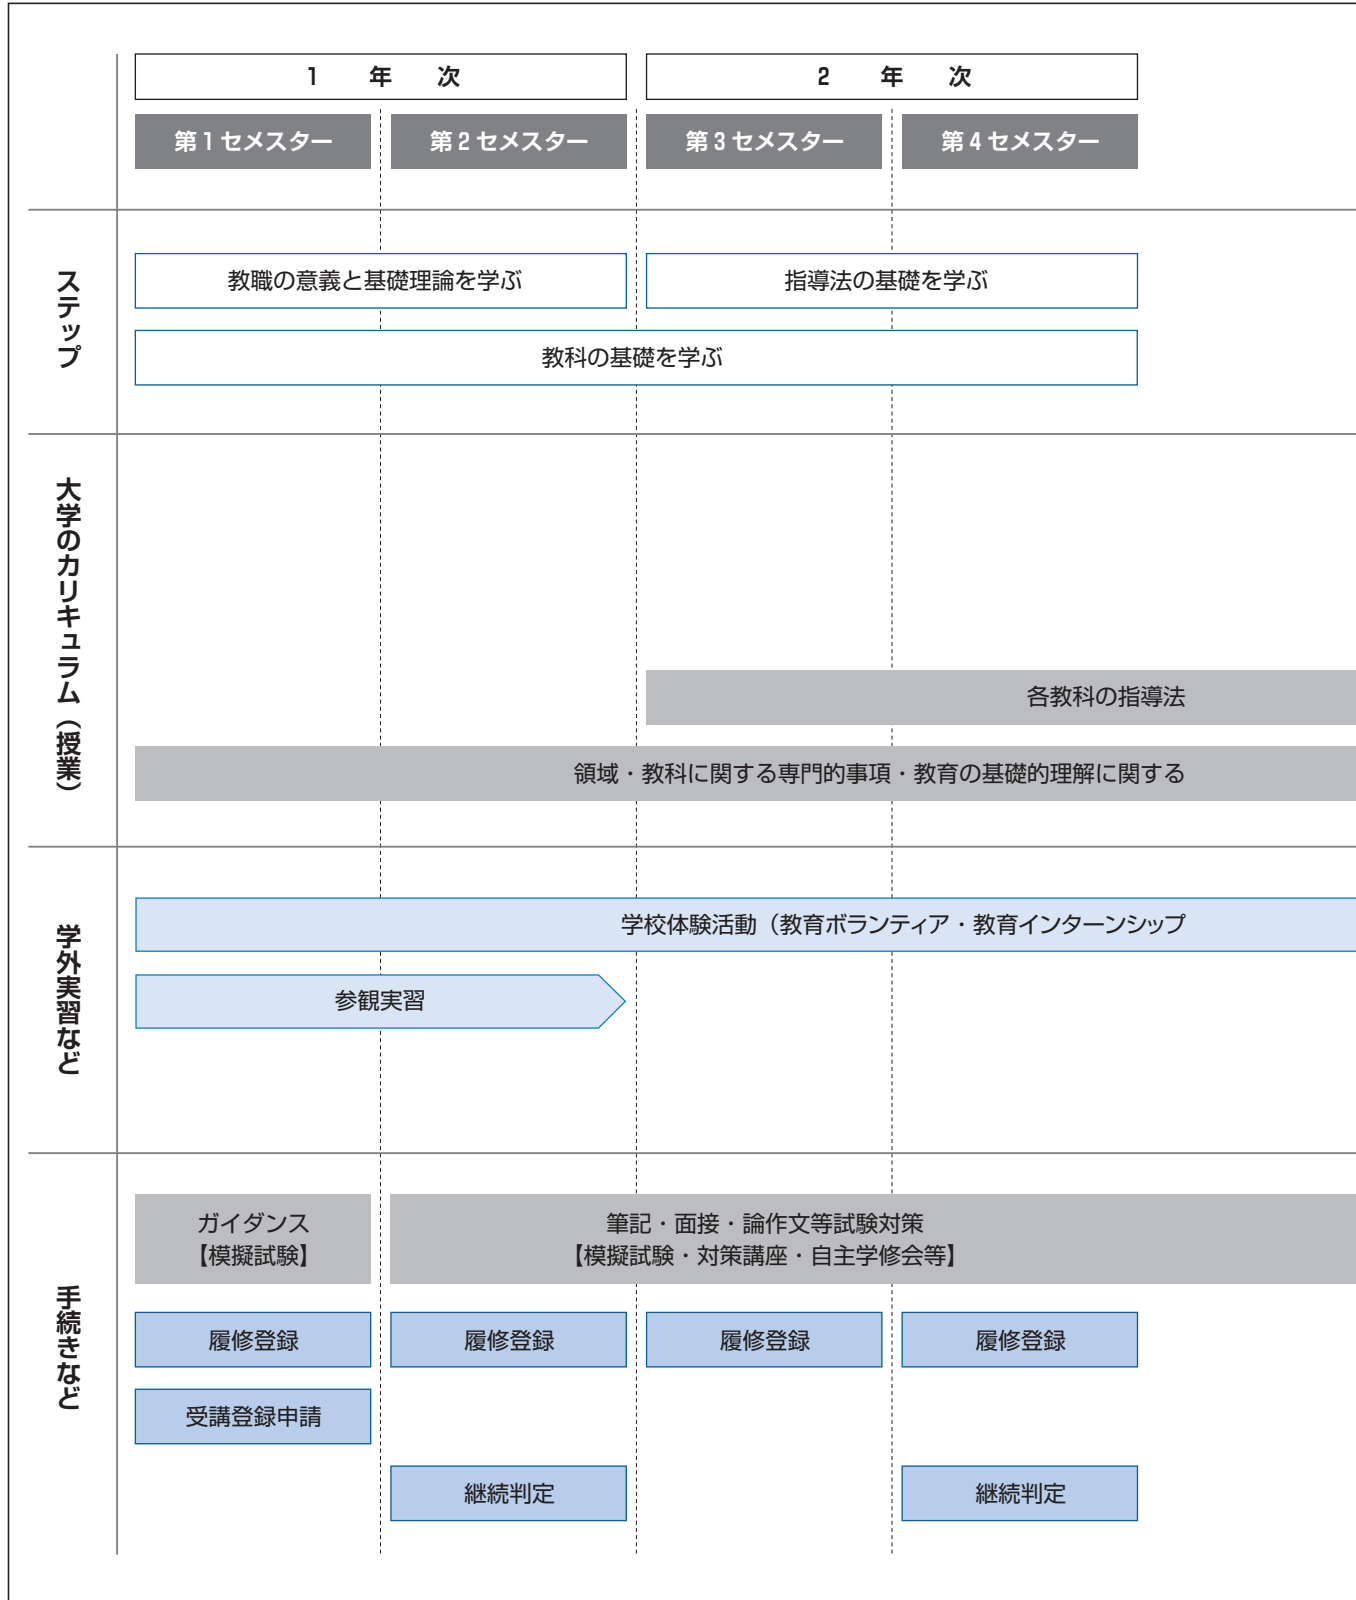 1 年 次
2 年 次
第1セメスター
第2セメスター
第3セメスター
第4セメスター
ステップ
教職の意義と基礎理論を学ぶ
指導法の基礎を学ぶ
教科の基礎を学ぶ
大学のカリキュラム（授業）
各教科の指導法
領域・教科に関する専門的事項・教育の基礎的理解に関する
学外実習など
学校体験活動（教育ボランティア・教育インターンシップ
参観実習
手続きなど
ガイダンス
【模擬試験】
筆記・面接・論作文等試験対策
【模擬試験・対策講座・自主学修会等】
履修登録
履修登録
履修登録
履修登録
受講登録申請
継続判定
継続判定